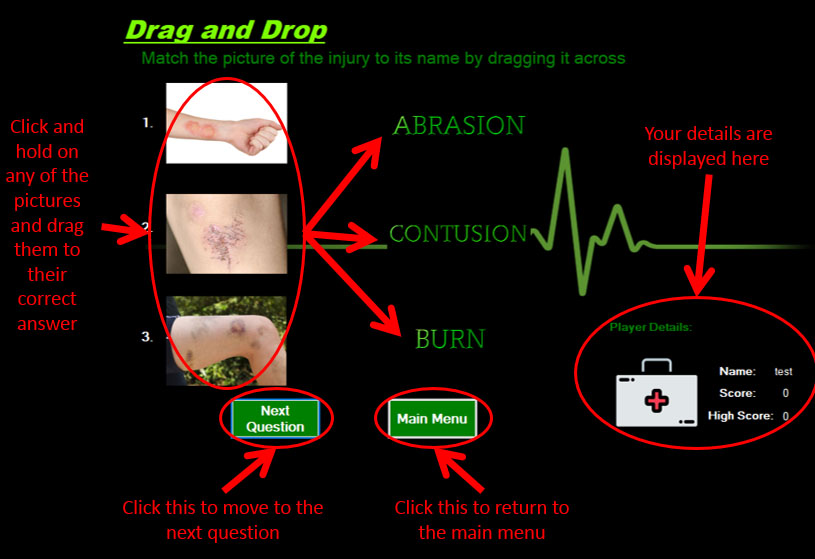 Drag and Drop
Match the picture of the injury to its name by dragging it across
Click and
hold on
any of the
pictures
and drag
them to
their
correct
answer
1.
2.
3.
ABRASION
CONTUSION
BURN
Your details are
displayed here
Player Details:
Name: test
Score: 0
High Score: 0
Next
Question
Main Menu
Click this to move to the
next question
Click this to return to
the main menu